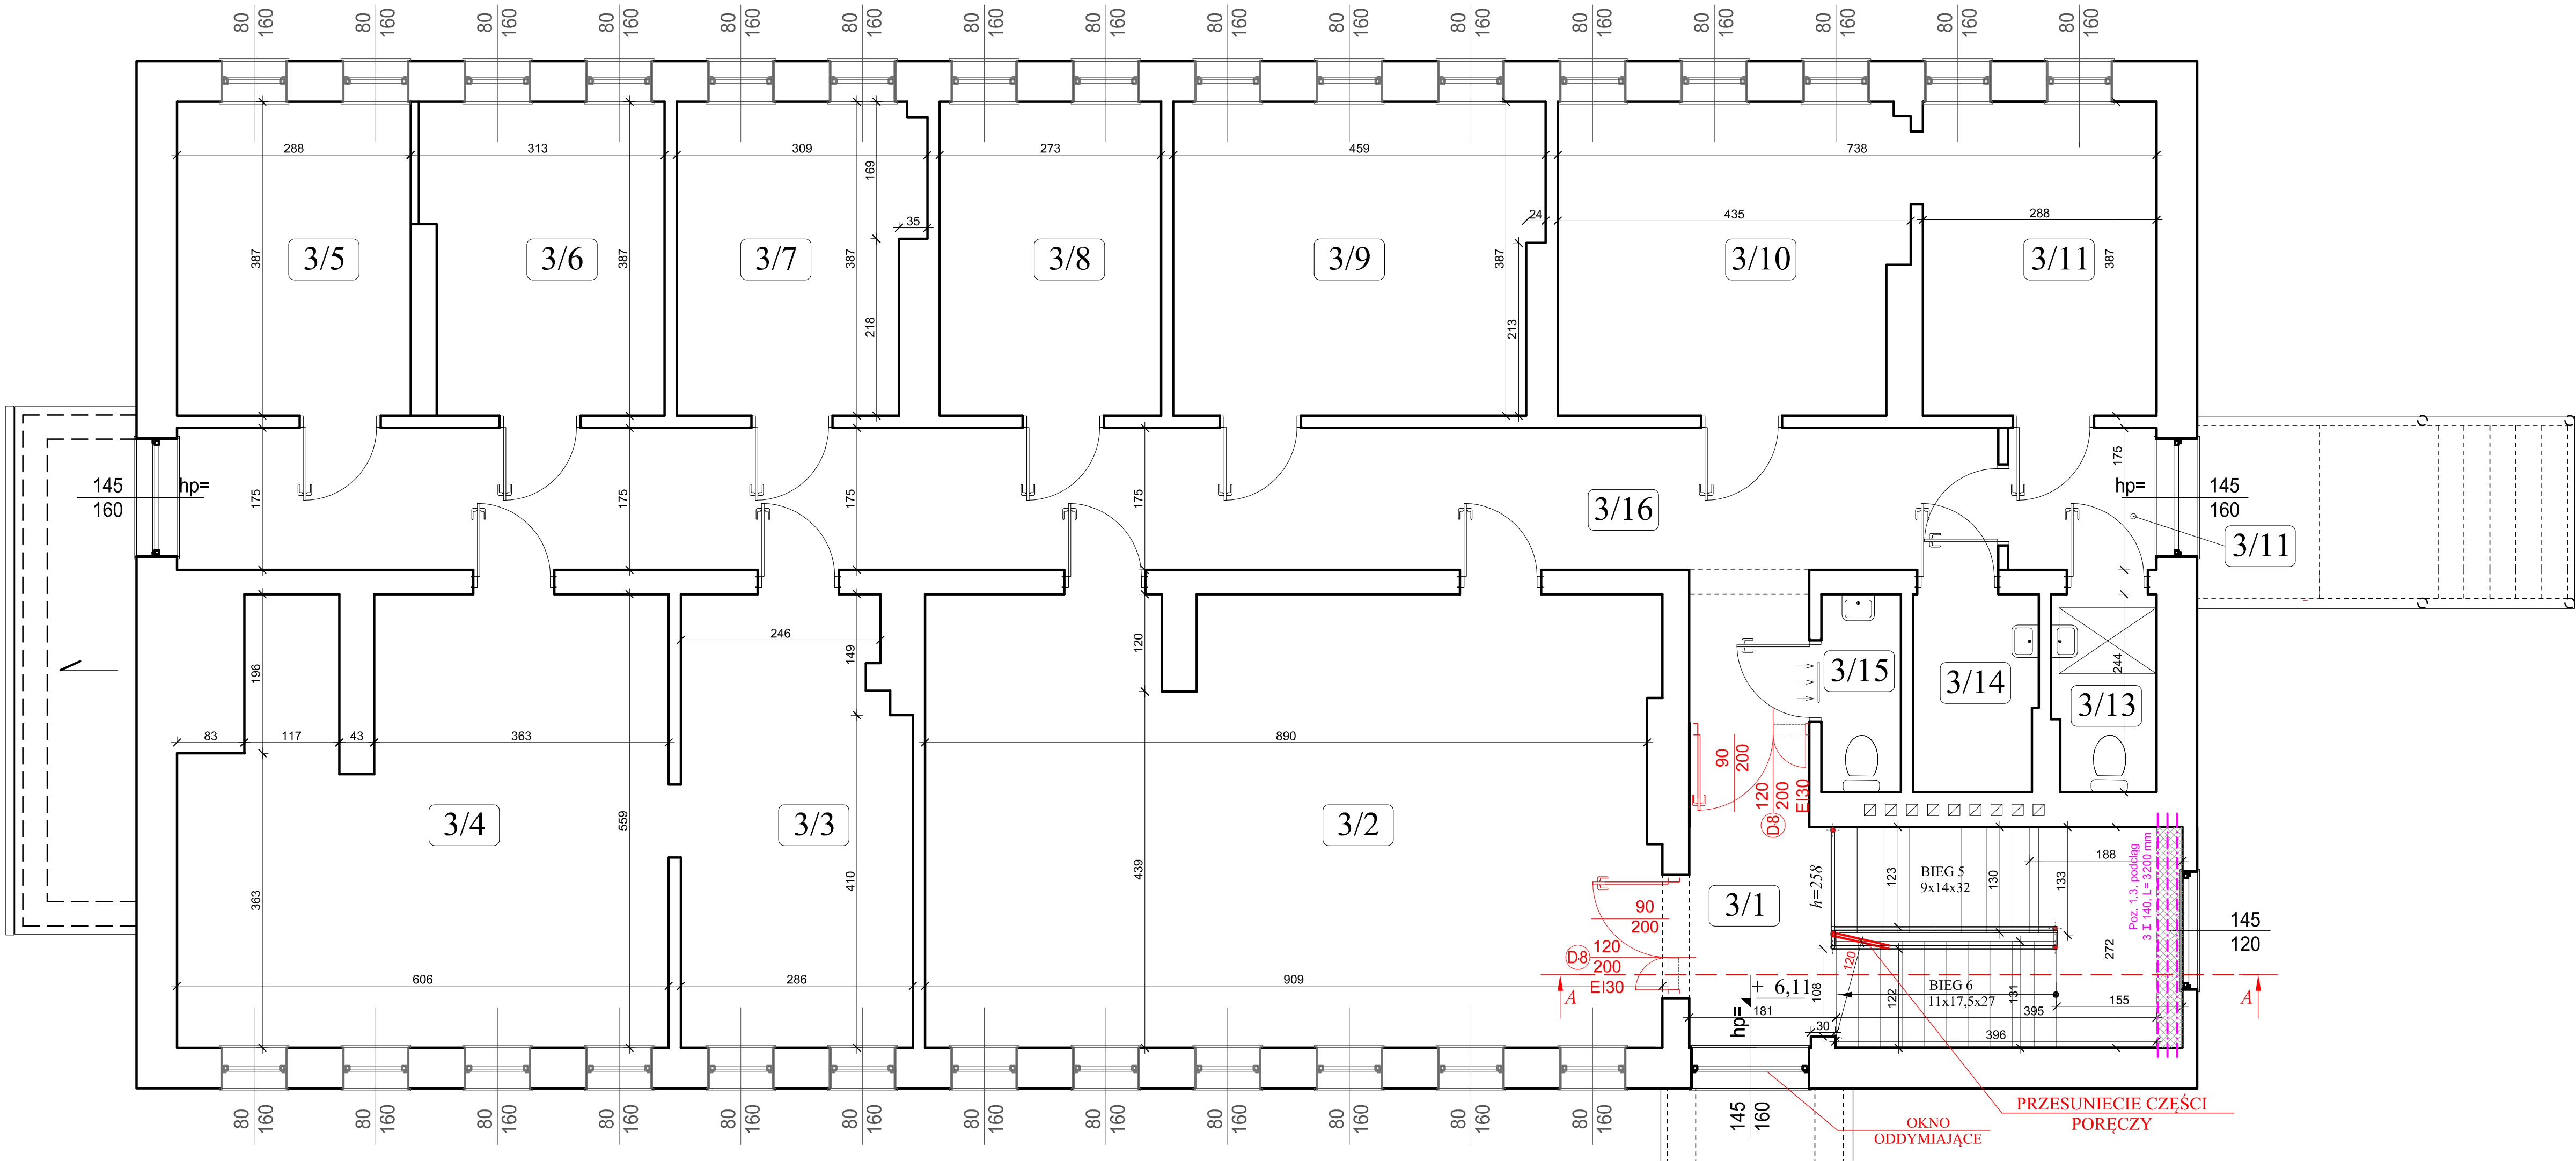 80 160 80 160 80 160 80 160 80 160 80 160 80 160 80 160 80 160 80 160 80 160 80 160 80 160 80 160 80 160 80 160
288 313 309 273 459 738
169
35 24 435 288
387 387 387 387 387
3/5 3/6 3/7 3/8 3/9 3/10 3/11
218 213
145 hp= 175 175 175 175 175 hp= 145
160 160
3/16
3/11
246
196 149 120 244
3/15 3/14 3/13
83 117 43 363 890
90
200
120
200
EI30
D8
3/4 559 3/3 3/2
363 410 439
188
h=258 123 BIEG 5 130 133
9x14x32
Poz. 1.3. podciąg
3 I 140, L= 3200 mm
3/1
90
200
145
120
D8 120
200
EI30
272
120
606 286 909
A + 6,11 108 122 BIEG 6 131 A
11x17,5x27 155
hp= 181 395
30 396
80 160 80 160 80 160 80 160 80 160 80 160 80 160 80 160 80 160 80 160 80 160 80 160
145
160
OKNO
ODDYMIAJĄCE
PRZESUNIECIE CZĘŚCI
PORĘCZY